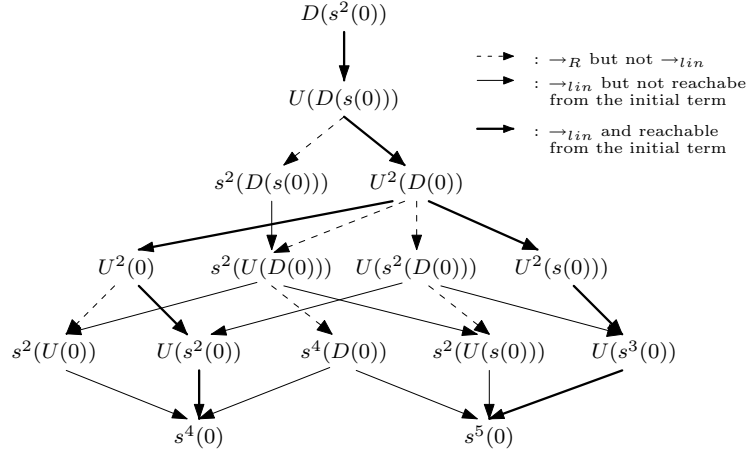 D(s²(0))
: →_R but not →_lin
: →_lin but not reachabe
from the initial term
U(D(s(0)))
: →_lin and reachable
from the initial term
s²(D(s(0))) U²(D(0))
U²(0) s²(U(D(0))) U(s²(D(0))) U²(s(0)))
s²(U(0)) U(s²(0)) s⁴(D(0)) s²(U(s(0))) U(s³(0))
s⁴(0) s⁵(0)